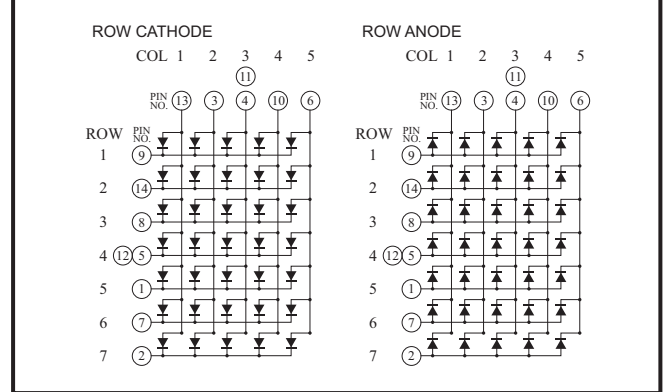 ROW CATHODE
COL 1 2 3 4 5
11
PIN NO. 13 3 4 10 6
ROW PIN NO.
1 9
2 14
3 8
4 12 5
5 1
6 7
7 2
ROW ANODE
COL 1 2 3 4 5
11
PIN NO. 13 3 4 10 6
ROW PIN NO.
1 9
2 14
3 8
4 12 5
5 1
6 7
7 2